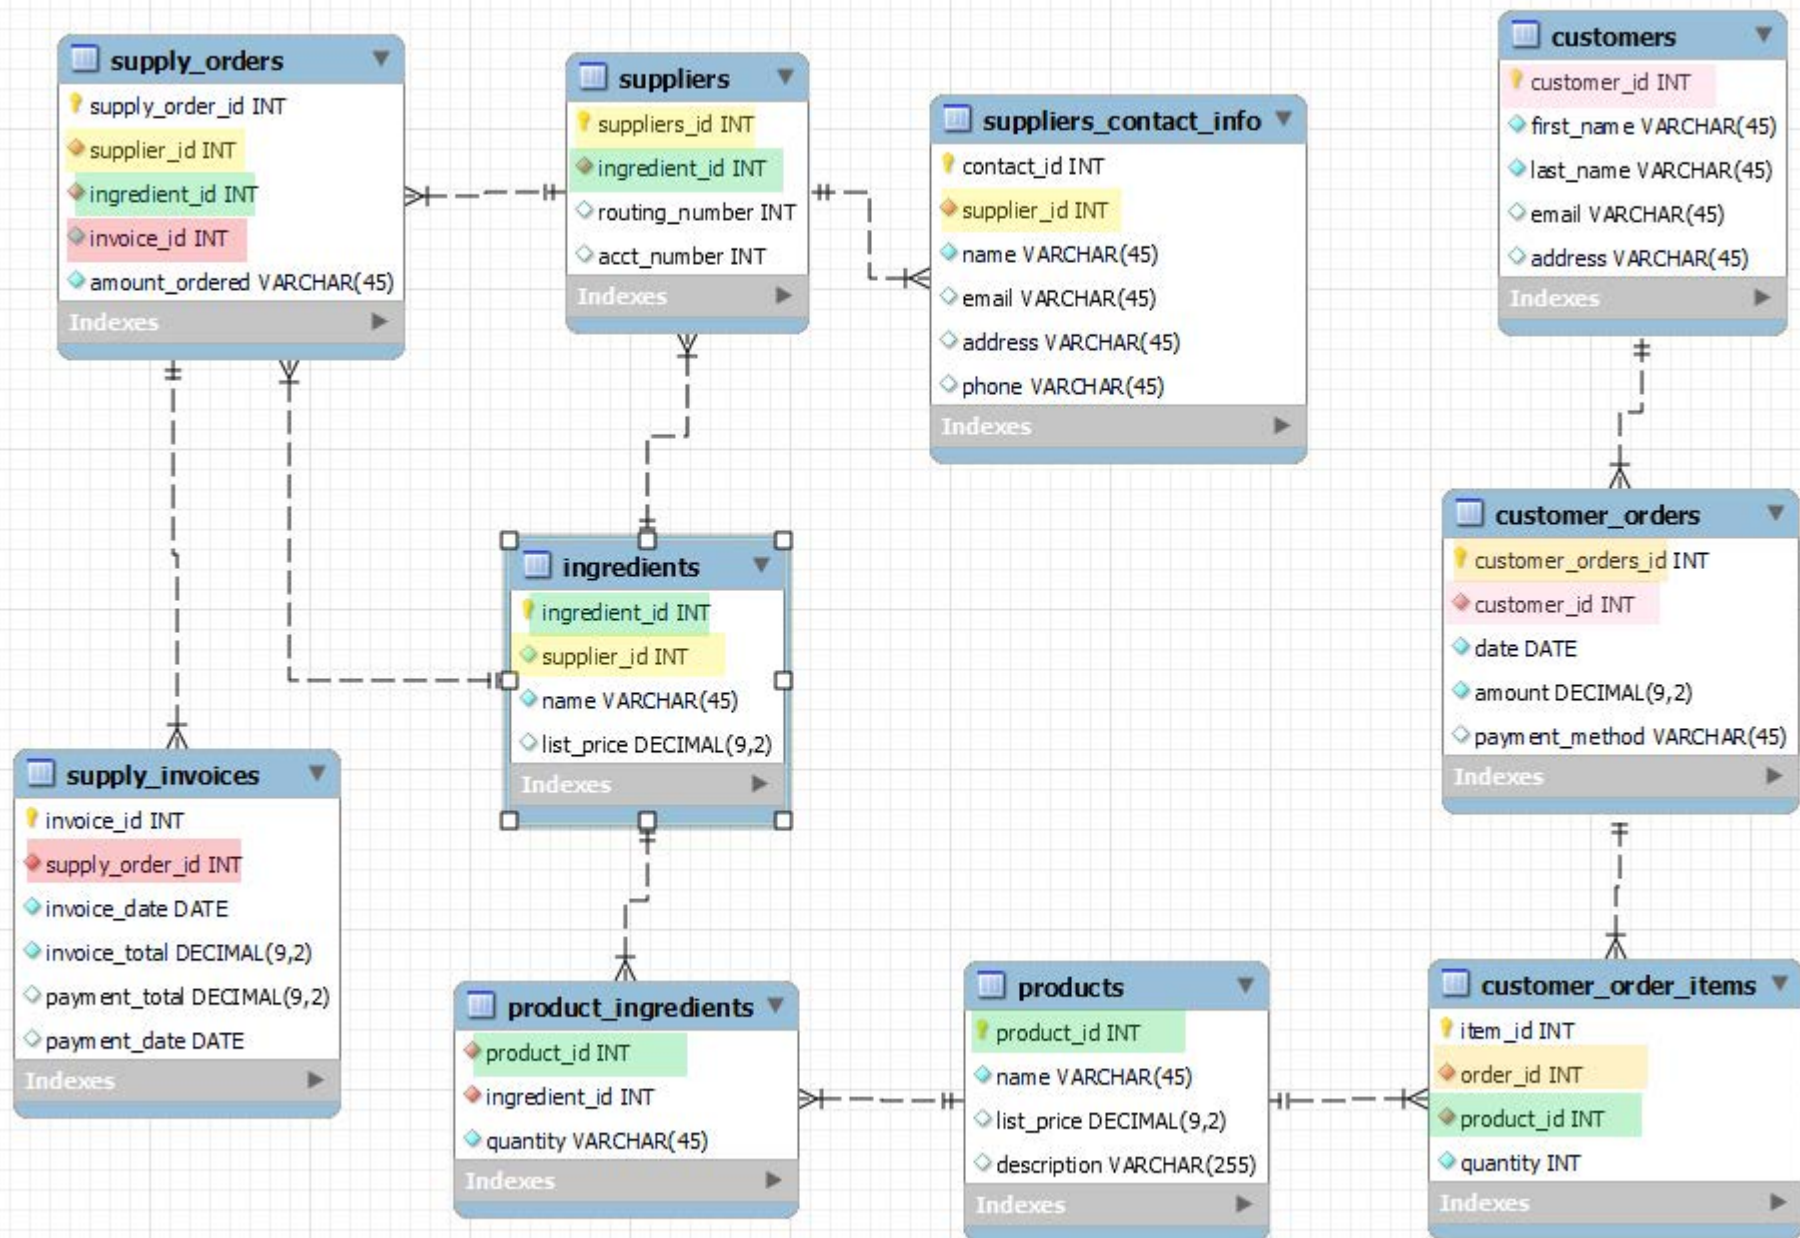 supply_orders
supply_order_id INT
supplier_id INT
ingredient_id INT
invoice_id INT
amount_ordered VARCHAR(45)
Indexes
suppliers
suppliers_id INT
ingredient_id INT
routing_number INT
acct_number INT
Indexes
suppliers_contact_info
contact_id INT
supplier_id INT
name VARCHAR(45)
email VARCHAR(45)
address VARCHAR(45)
phone VARCHAR(45)
Indexes
customers
customer_id INT
first_name VARCHAR(45)
last_name VARCHAR(45)
email VARCHAR(45)
address VARCHAR(45)
Indexes
ingredients
ingredient_id INT
supplier_id INT
name VARCHAR(45)
list_price DECIMAL(9,2)
Indexes
customer_orders
customer_orders_id INT
customer_id INT
date DATE
amount DECIMAL(9,2)
payment_method VARCHAR(45)
Indexes
supply_invoices
invoice_id INT
supply_order_id INT
invoice_date DATE
invoice_total DECIMAL(9,2)
payment_total DECIMAL(9,2)
payment_date DATE
Indexes
product_ingredients
product_id INT
ingredient_id INT
quantity VARCHAR(45)
Indexes
products
product_id INT
name VARCHAR(45)
list_price DECIMAL(9,2)
description VARCHAR(255)
Indexes
customer_order_items
item_id INT
order_id INT
product_id INT
quantity INT
Indexes